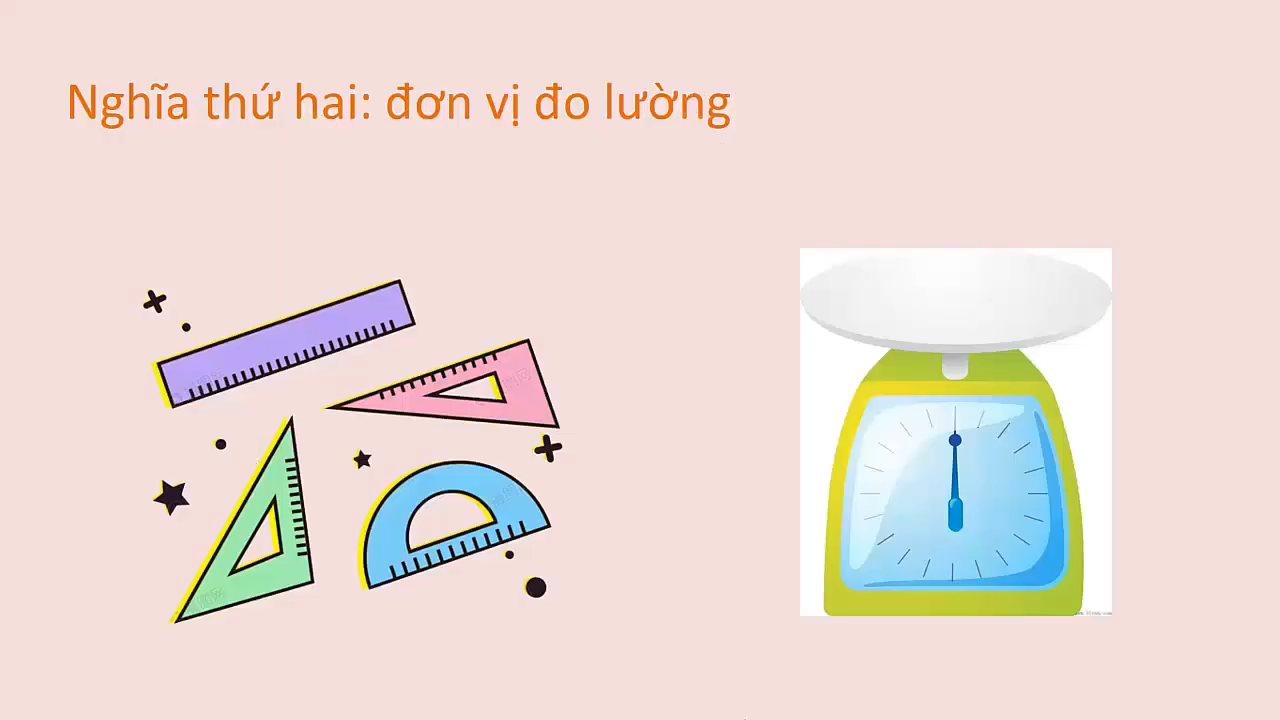 Nghĩa thứ hai: đơn vị đo lường